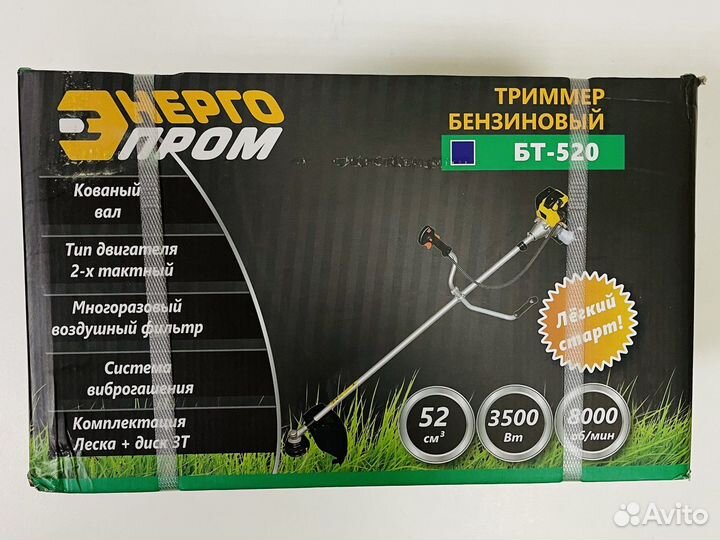 ЭНЕРГО
ПРОМ
ТРИММЕР
БЕНЗИНОВЫЙ
БТ-520
Кованый
вал
Тип двигателя
2-х тактный
Многоразовый
воздушный фильтр
Система
виброгашения
Комплектация
Леска + диск 3Т
Лёгкий
старт!
52
см³
3500
Вт
8000
об/мин
Avito